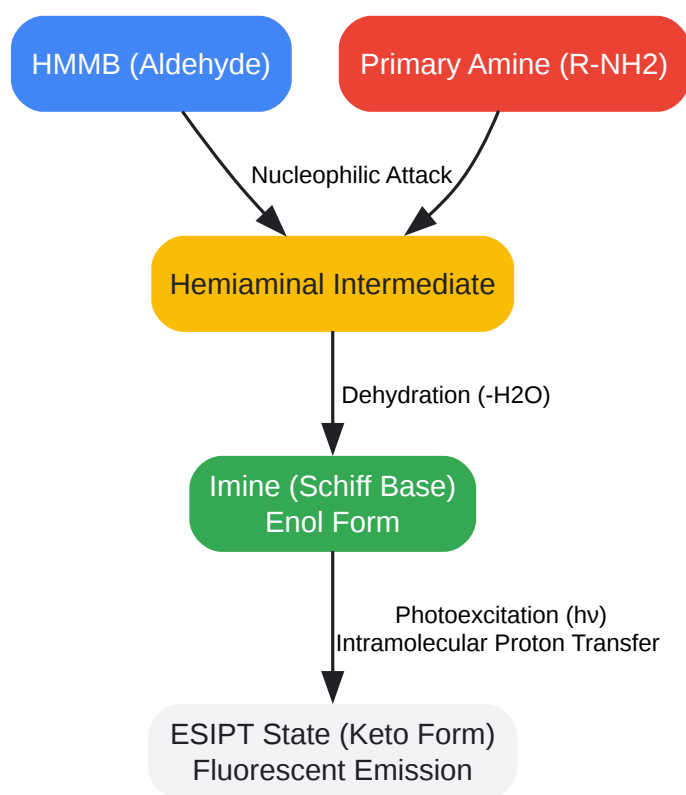 HMMB (Aldehyde)
Primary Amine (R-NH2)
Nucleophilic Attack
Hemiaminal Intermediate
Dehydration (-H2O)
Imine (Schiff Base)
Enol Form
Photoexcitation (hν)
Intramolecular Proton Transfer
ESIPT State (Keto Form)
Fluorescent Emission